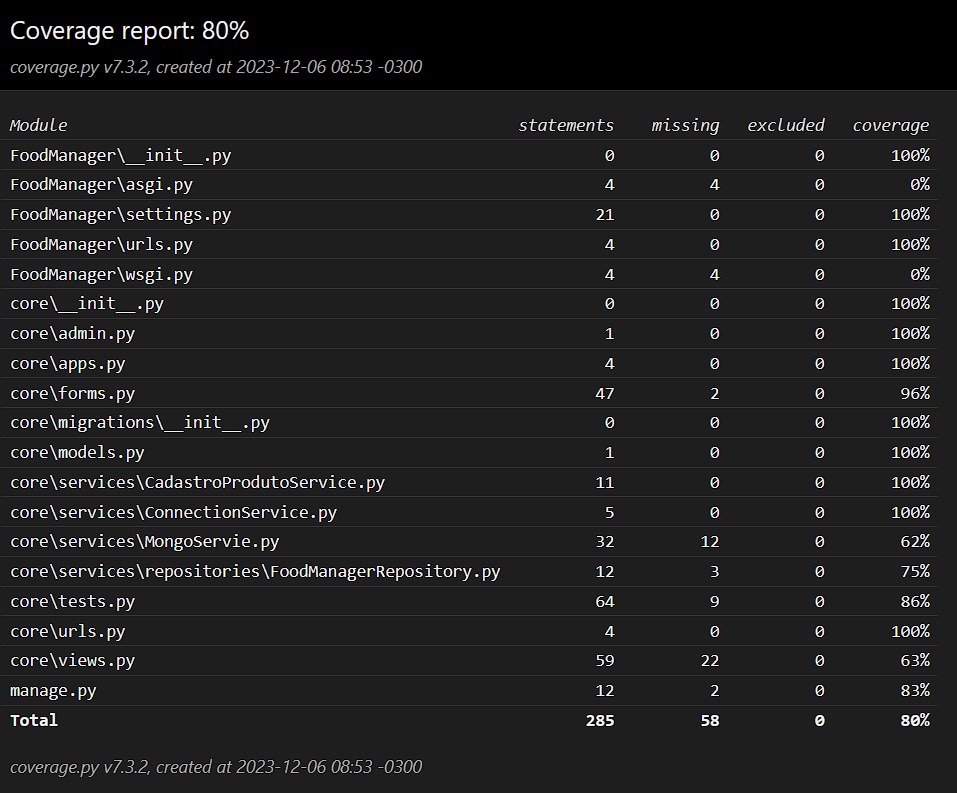 Coverage report: 80%
coverage.py v7.3.2, created at 2023-12-06 08:53 -0300
Module statements missing excluded coverage
FoodManager\__init__.py 0 0 0 100%
FoodManager\asgi.py 4 4 0 0%
FoodManager\settings.py 21 0 0 100%
FoodManager\urls.py 4 0 0 100%
FoodManager\wsgi.py 4 4 0 0%
core\__init__.py 0 0 0 100%
core\admin.py 1 0 0 100%
core\apps.py 4 0 0 100%
core\forms.py 47 2 0 96%
core\migrations\__init__.py 0 0 0 100%
core\models.py 1 0 0 100%
core\services\CadastroProdutoService.py 11 0 0 100%
core\services\ConnectionService.py 5 0 0 100%
core\services\MongoServie.py 32 12 0 62%
core\services\repositories\FoodManagerRepository.py 12 3 0 75%
core\tests.py 64 9 0 86%
core\urls.py 4 0 0 100%
core\views.py 59 22 0 63%
manage.py 12 2 0 83%
Total 285 58 0 80%
coverage.py v7.3.2, created at 2023-12-06 08:53 -0300